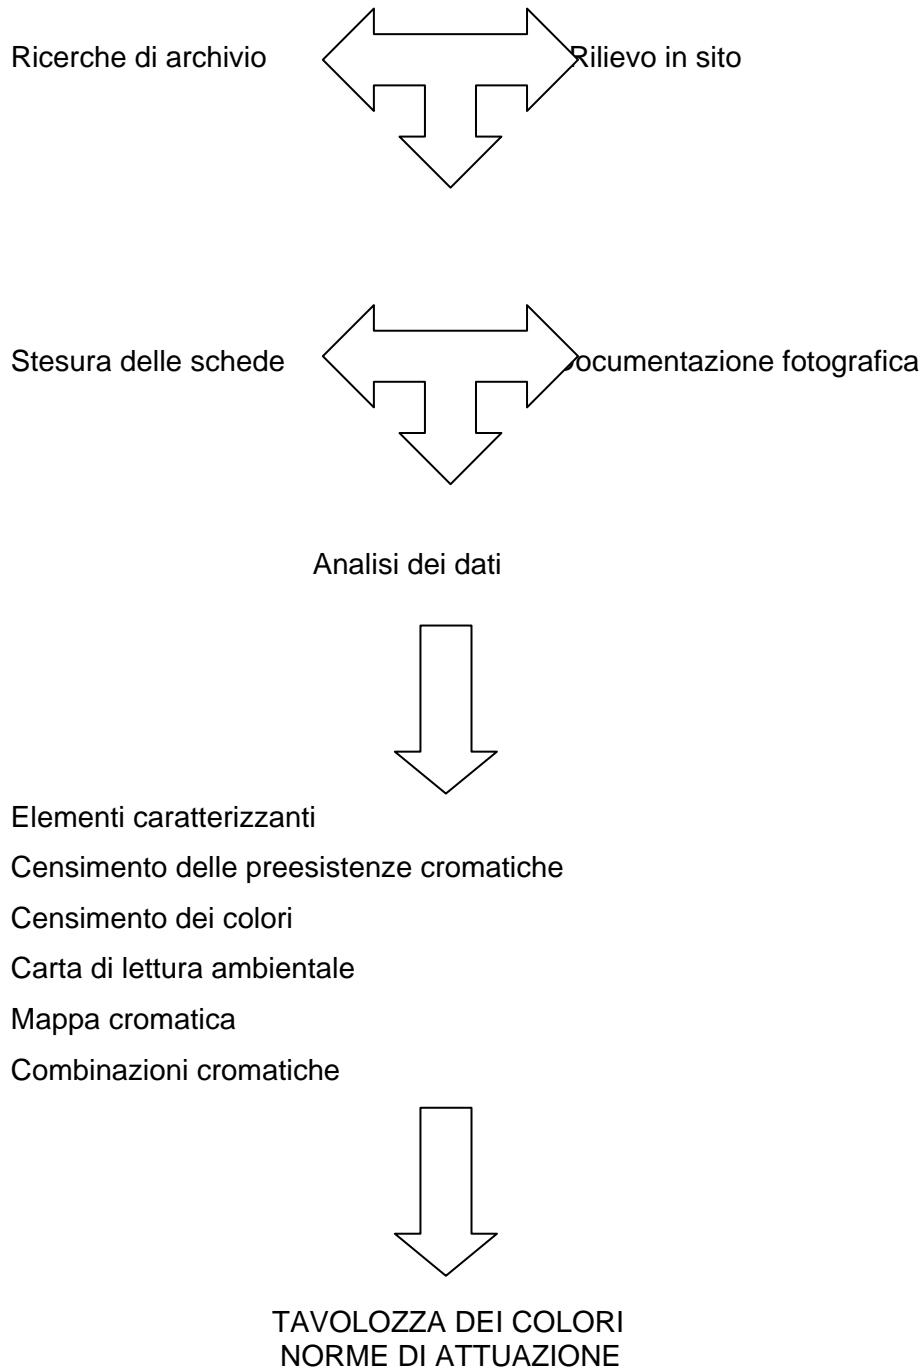 Ricerche di archivio Rilievo in sito
Stesura delle schede Documentazione fotografica
Analisi dei dati
Elementi caratterizzanti
Censimento delle preesistenze cromatiche
Censimento dei colori
Carta di lettura ambientale
Mappa cromatica
Combinazioni cromatiche
TAVOLOZZA DEI COLORI
NORME DI ATTUAZIONE